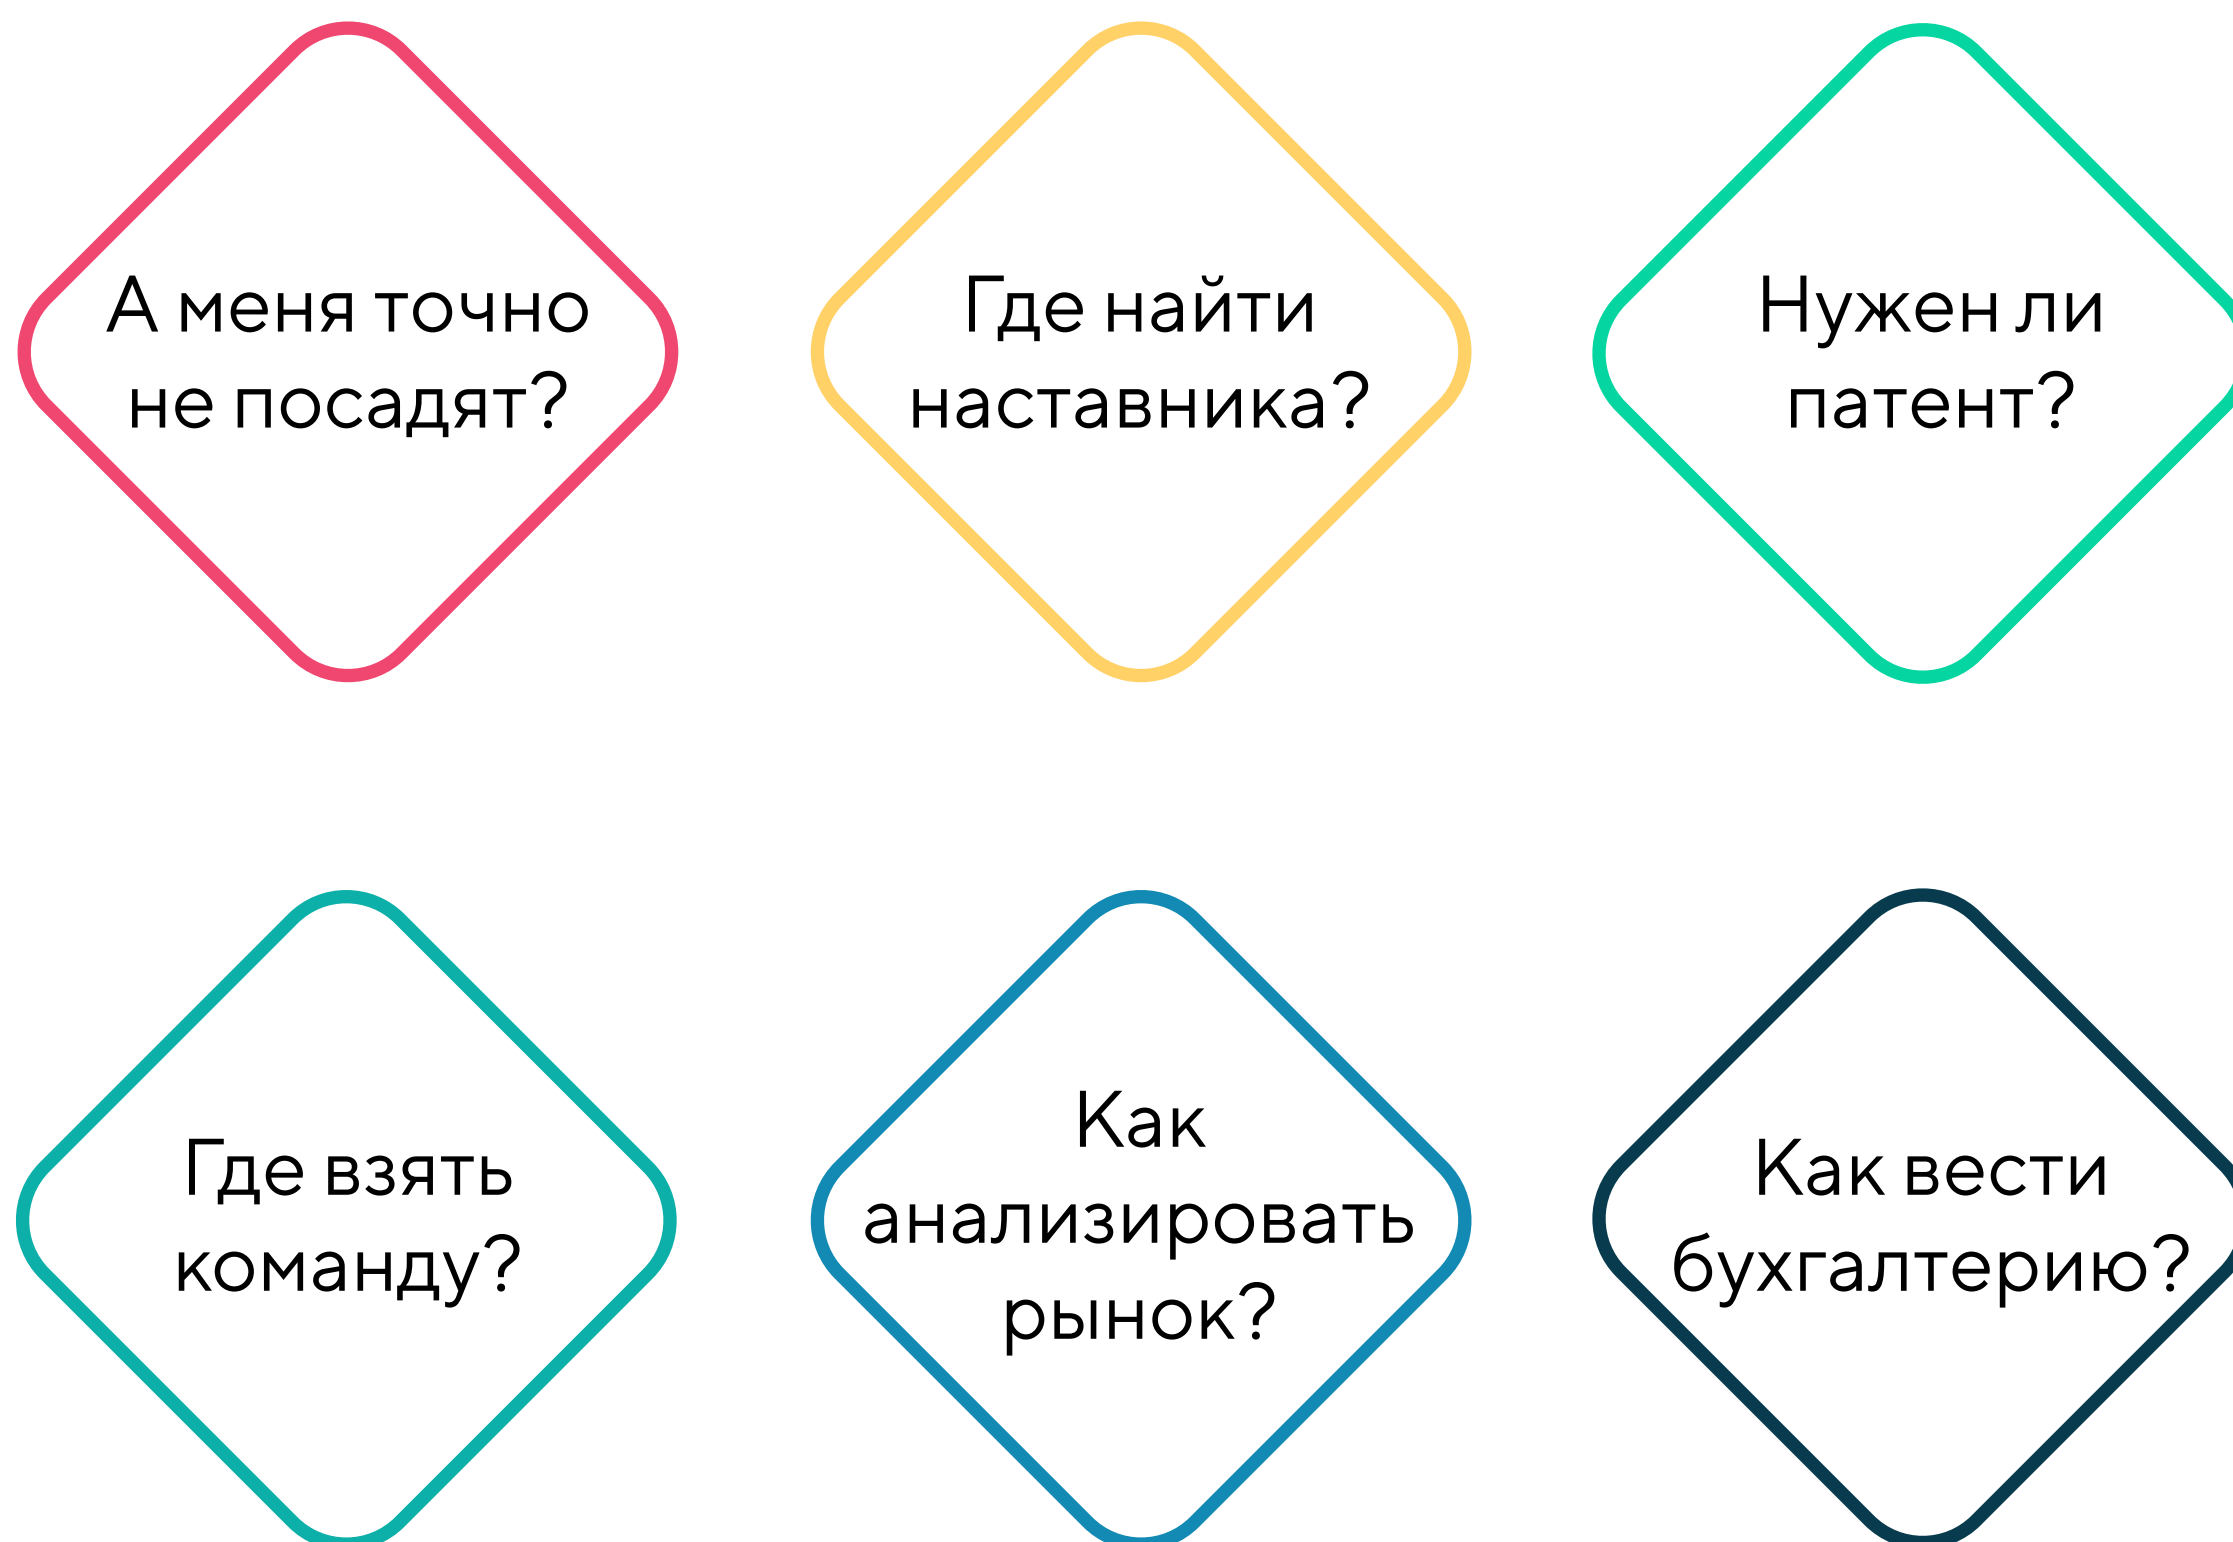 А меня точно
не посадят?
Где найти
наставника?
Нужен ли
патент?
Где взять
команду?
Как
анализировать
рынок?
Как вести
бухгалтерию?